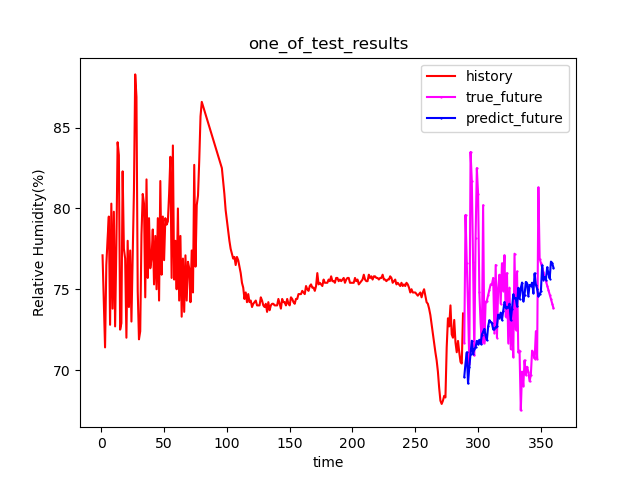 one_of_test_results
history
true_future
predict_future
Relative Humidity(%)
85
80
75
70
0 50 100 150 200 250 300 350
time